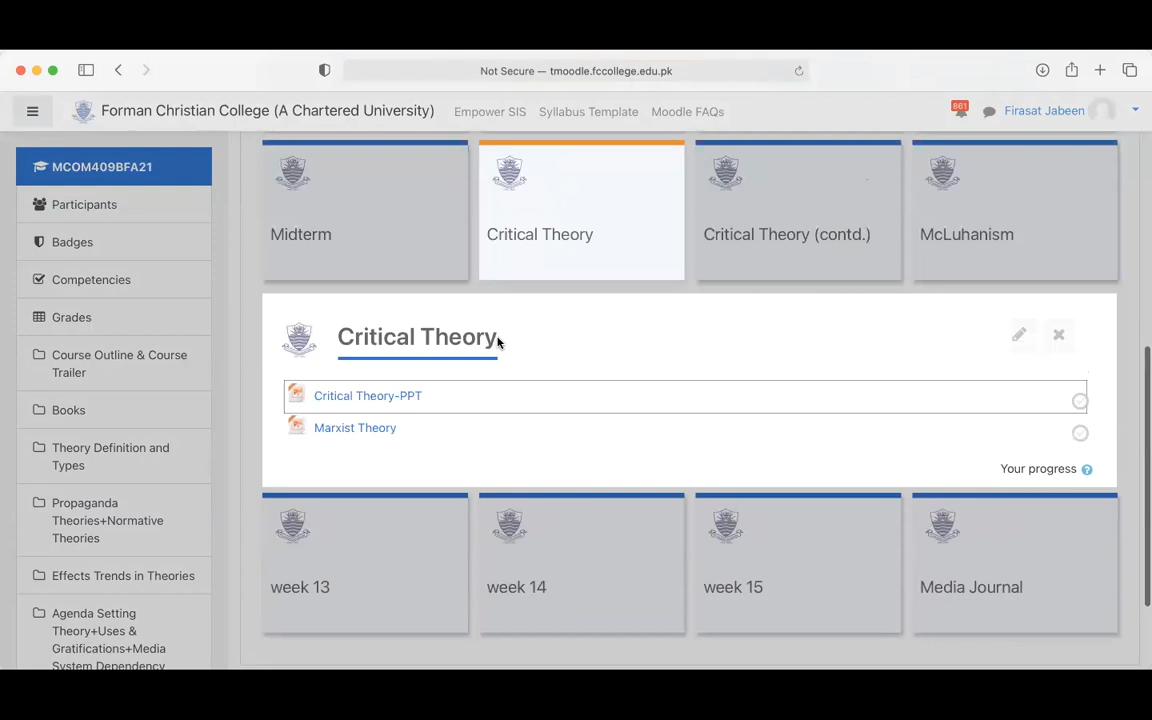 Not Secure — tmoodle.fccollege.edu.pk
Forman Christian College (A Chartered University)
Empower SIS
Syllabus Template
Moodle FAQs
861
Firasat Jabeen
MCOM409BFA21
Participants
Badges
Competencies
Grades
Course Outline & Course
Trailer
Books
Theory Definition and
Types
Propaganda
Theories+Normative
Theories
Effects Trends in Theories
Agenda Setting
Theory+Uses &
Gratifications+Media
System Dependency
Midterm
Critical Theory
Critical Theory (contd.)
McLuhanism
Critical Theory
Critical Theory-PPT
Marxist Theory
Your progress
week 13
week 14
week 15
Media Journal